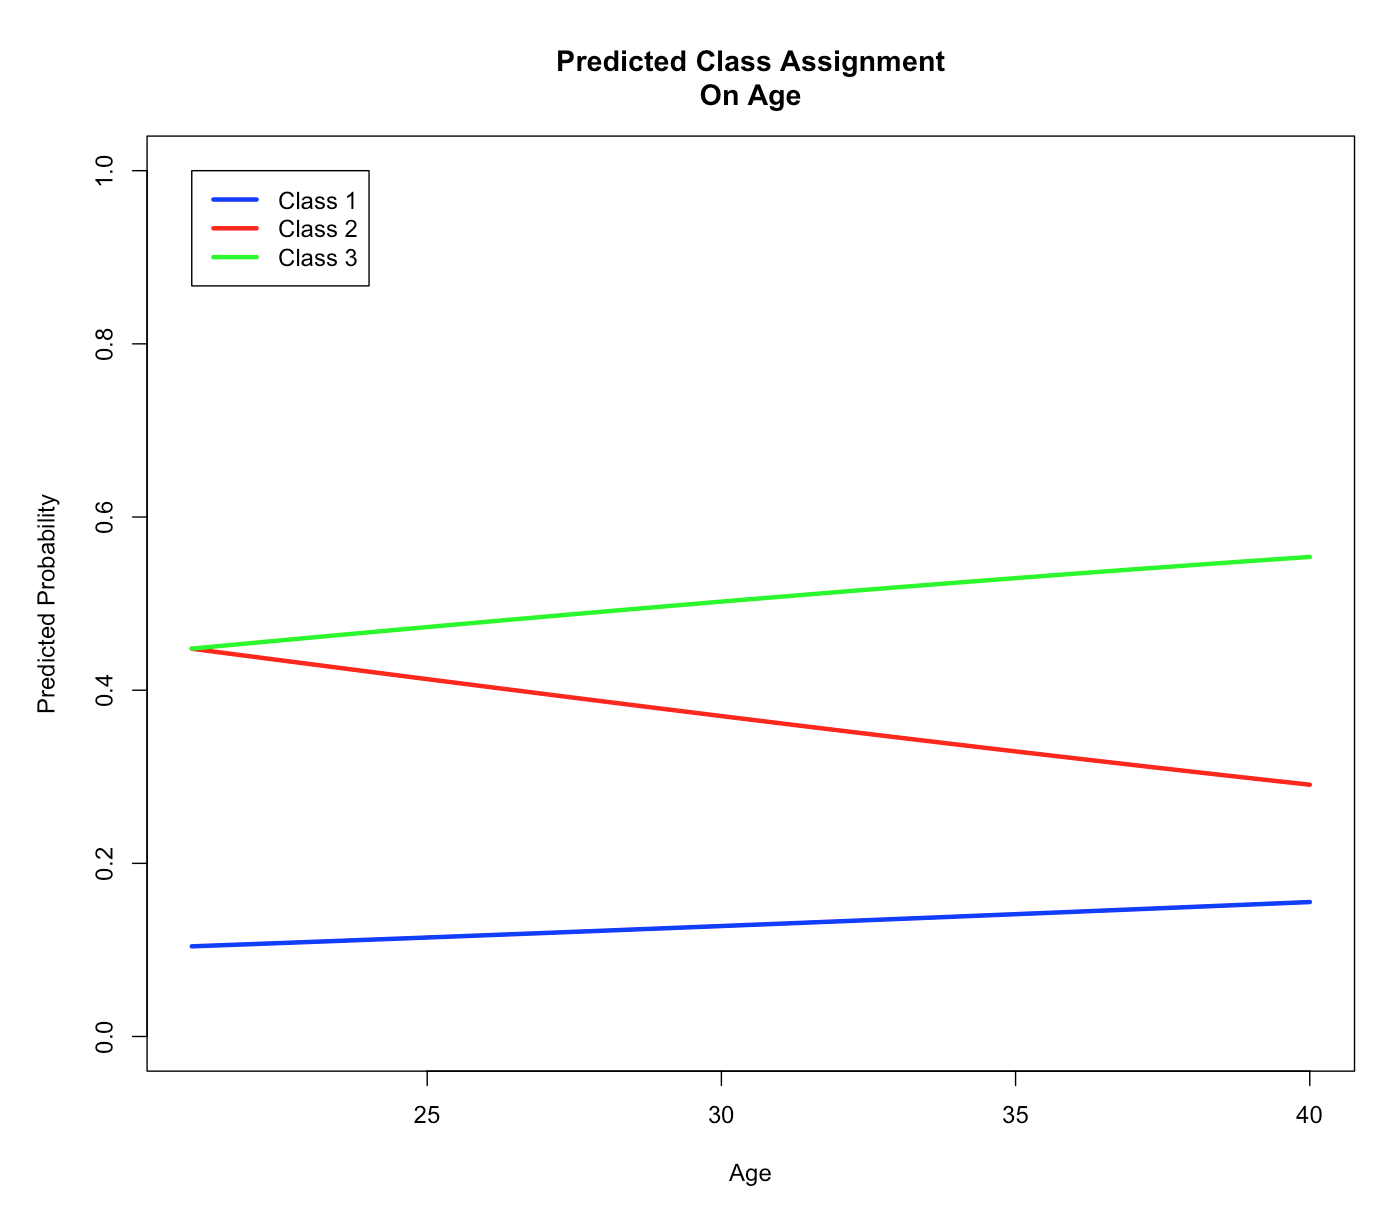 Predicted Class Assignment
On Age
1.0
Class 1
Class 2
Class 3
0.8
0.6
Predicted Probability
0.4
0.2
0.0
25 30 35 40
Age